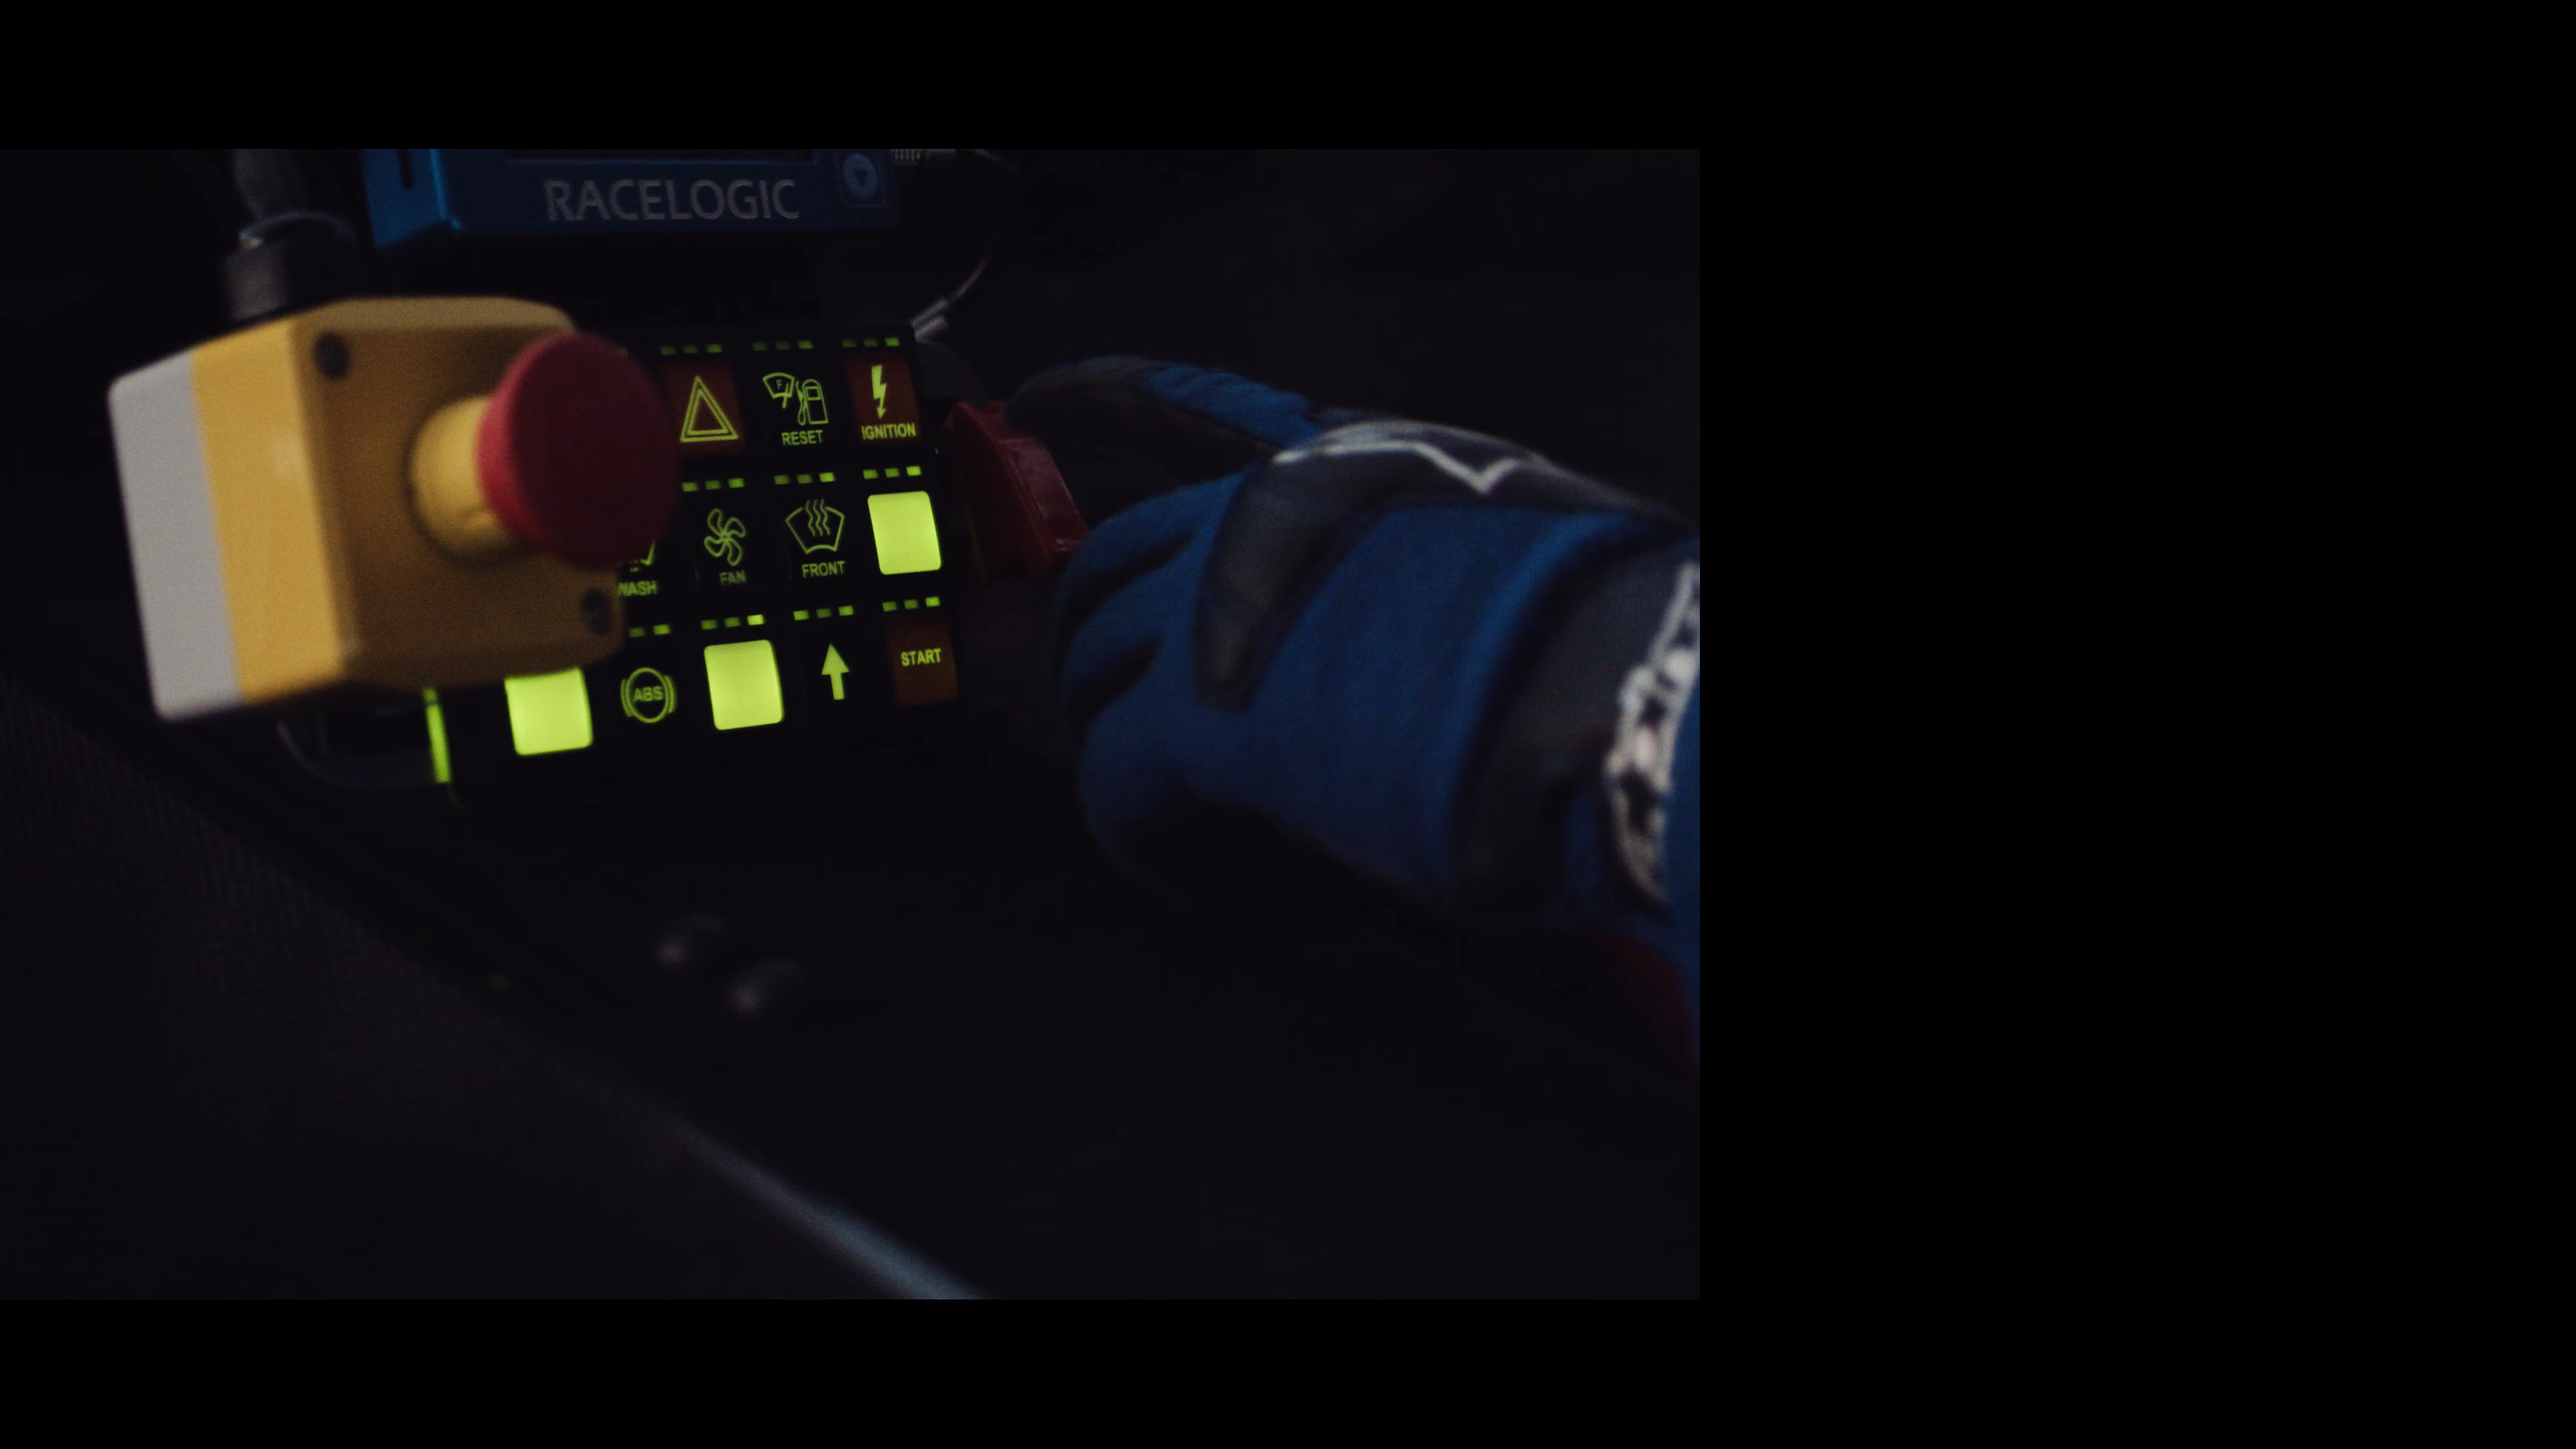 RACELOGIC
F
RESET
IGNITION
WASH
FAN
FRONT
ABS
START